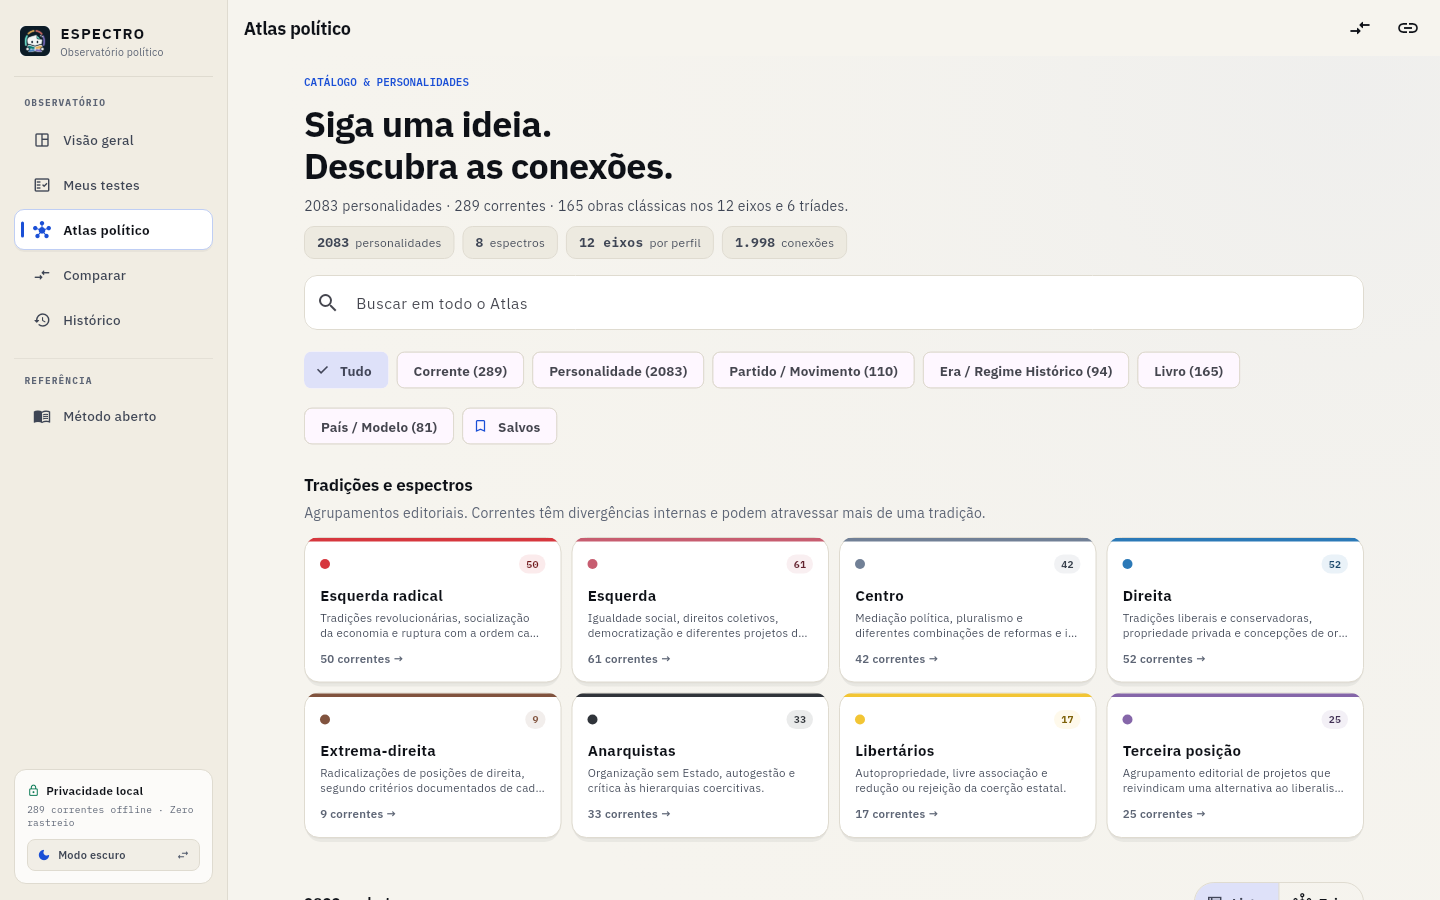 ESPECTRO
Observatório político
OBSERVATÓRIO
Visão geral
Meus testes
Atlas político
Comparar
Histórico
REFERÊNCIA
Método aberto
Privacidade local
289 correntes offline · Zero
rastreio
Modo escuro
Atlas político
CATÁLOGO & PERSONALIDADES
Siga uma ideia.
Descubra as conexões.
2083 personalidades · 289 correntes · 165 obras clássicas nos 12 eixos e 6 tríades.
2083 personalidades
8 espectros
12 eixos por perfil
1.998 conexões
Buscar em todo o Atlas
Tudo
Corrente (289)
Personalidade (2083)
Partido / Movimento (110)
Era / Regime Histórico (94)
Livro (165)
País / Modelo (81)
Salvos
Tradições e espectros
Agrupamentos editoriais. Correntes têm divergências internas e podem atravessar mais de uma tradição.
50
Esquerda radical
Tradições revolucionárias, socialização
da economia e ruptura com a ordem ca...
50 correntes →
61
Esquerda
Igualdade social, direitos coletivos,
democratização e diferentes projetos d...
61 correntes →
42
Centro
Mediação política, pluralismo e
diferentes combinações de reformas e i...
42 correntes →
52
Direita
Tradições liberais e conservadoras,
propriedade privada e concepções de or...
52 correntes →
9
Extrema-direita
Radicalizações de posições de direita,
segundo critérios documentados de cad...
9 correntes →
33
Anarquistas
Organização sem Estado, autogestão e
crítica às hierarquias coercitivas.
33 correntes →
17
Libertários
Autopropriedade, livre associação e
redução ou rejeição da coerção estatal.
17 correntes →
25
Terceira posição
Agrupamento editorial de projetos que
reivindicam uma alternativa ao liberalis...
25 correntes →